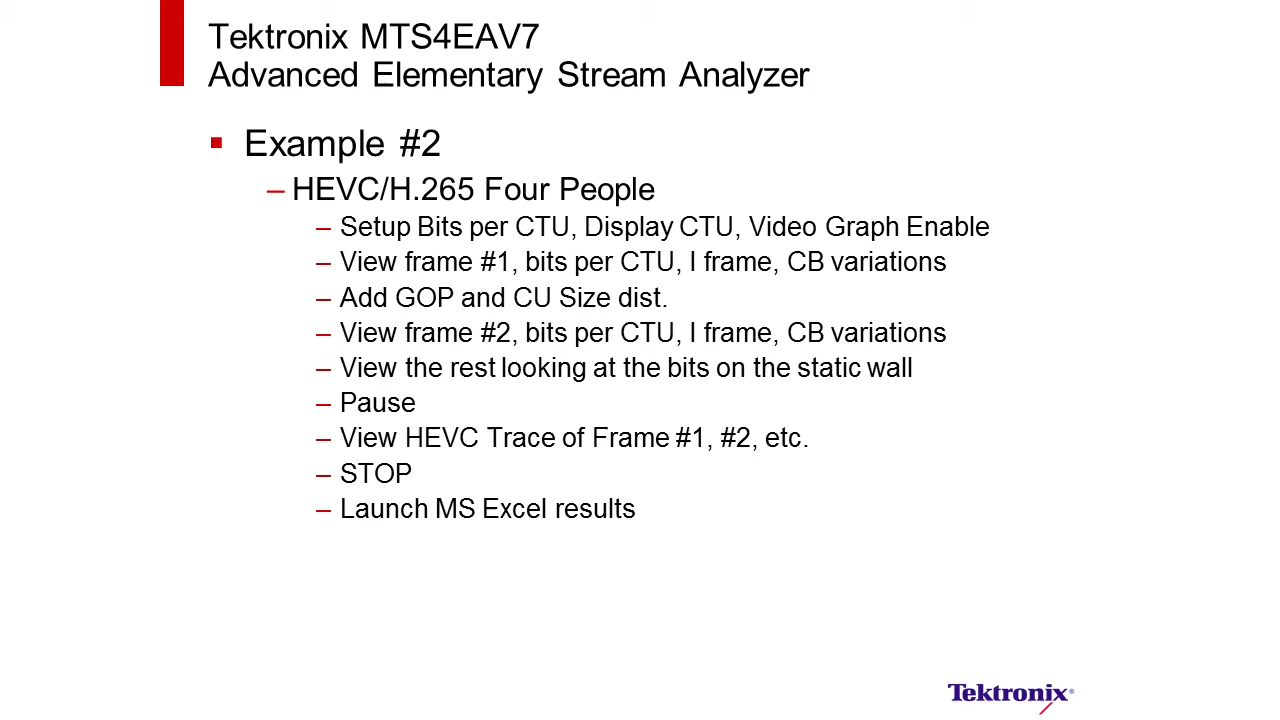 Tektronix MTS4EAV7
Advanced Elementary Stream Analyzer
▪ Example #2
– HEVC/H.265 Four People
– Setup Bits per CTU, Display CTU, Video Graph Enable
– View frame #1, bits per CTU, I frame, CB variations
– Add GOP and CU Size dist.
– View frame #2, bits per CTU, I frame, CB variations
– View the rest looking at the bits on the static wall
– Pause
– View HEVC Trace of Frame #1, #2, etc.
– STOP
– Launch MS Excel results
Tektronix®